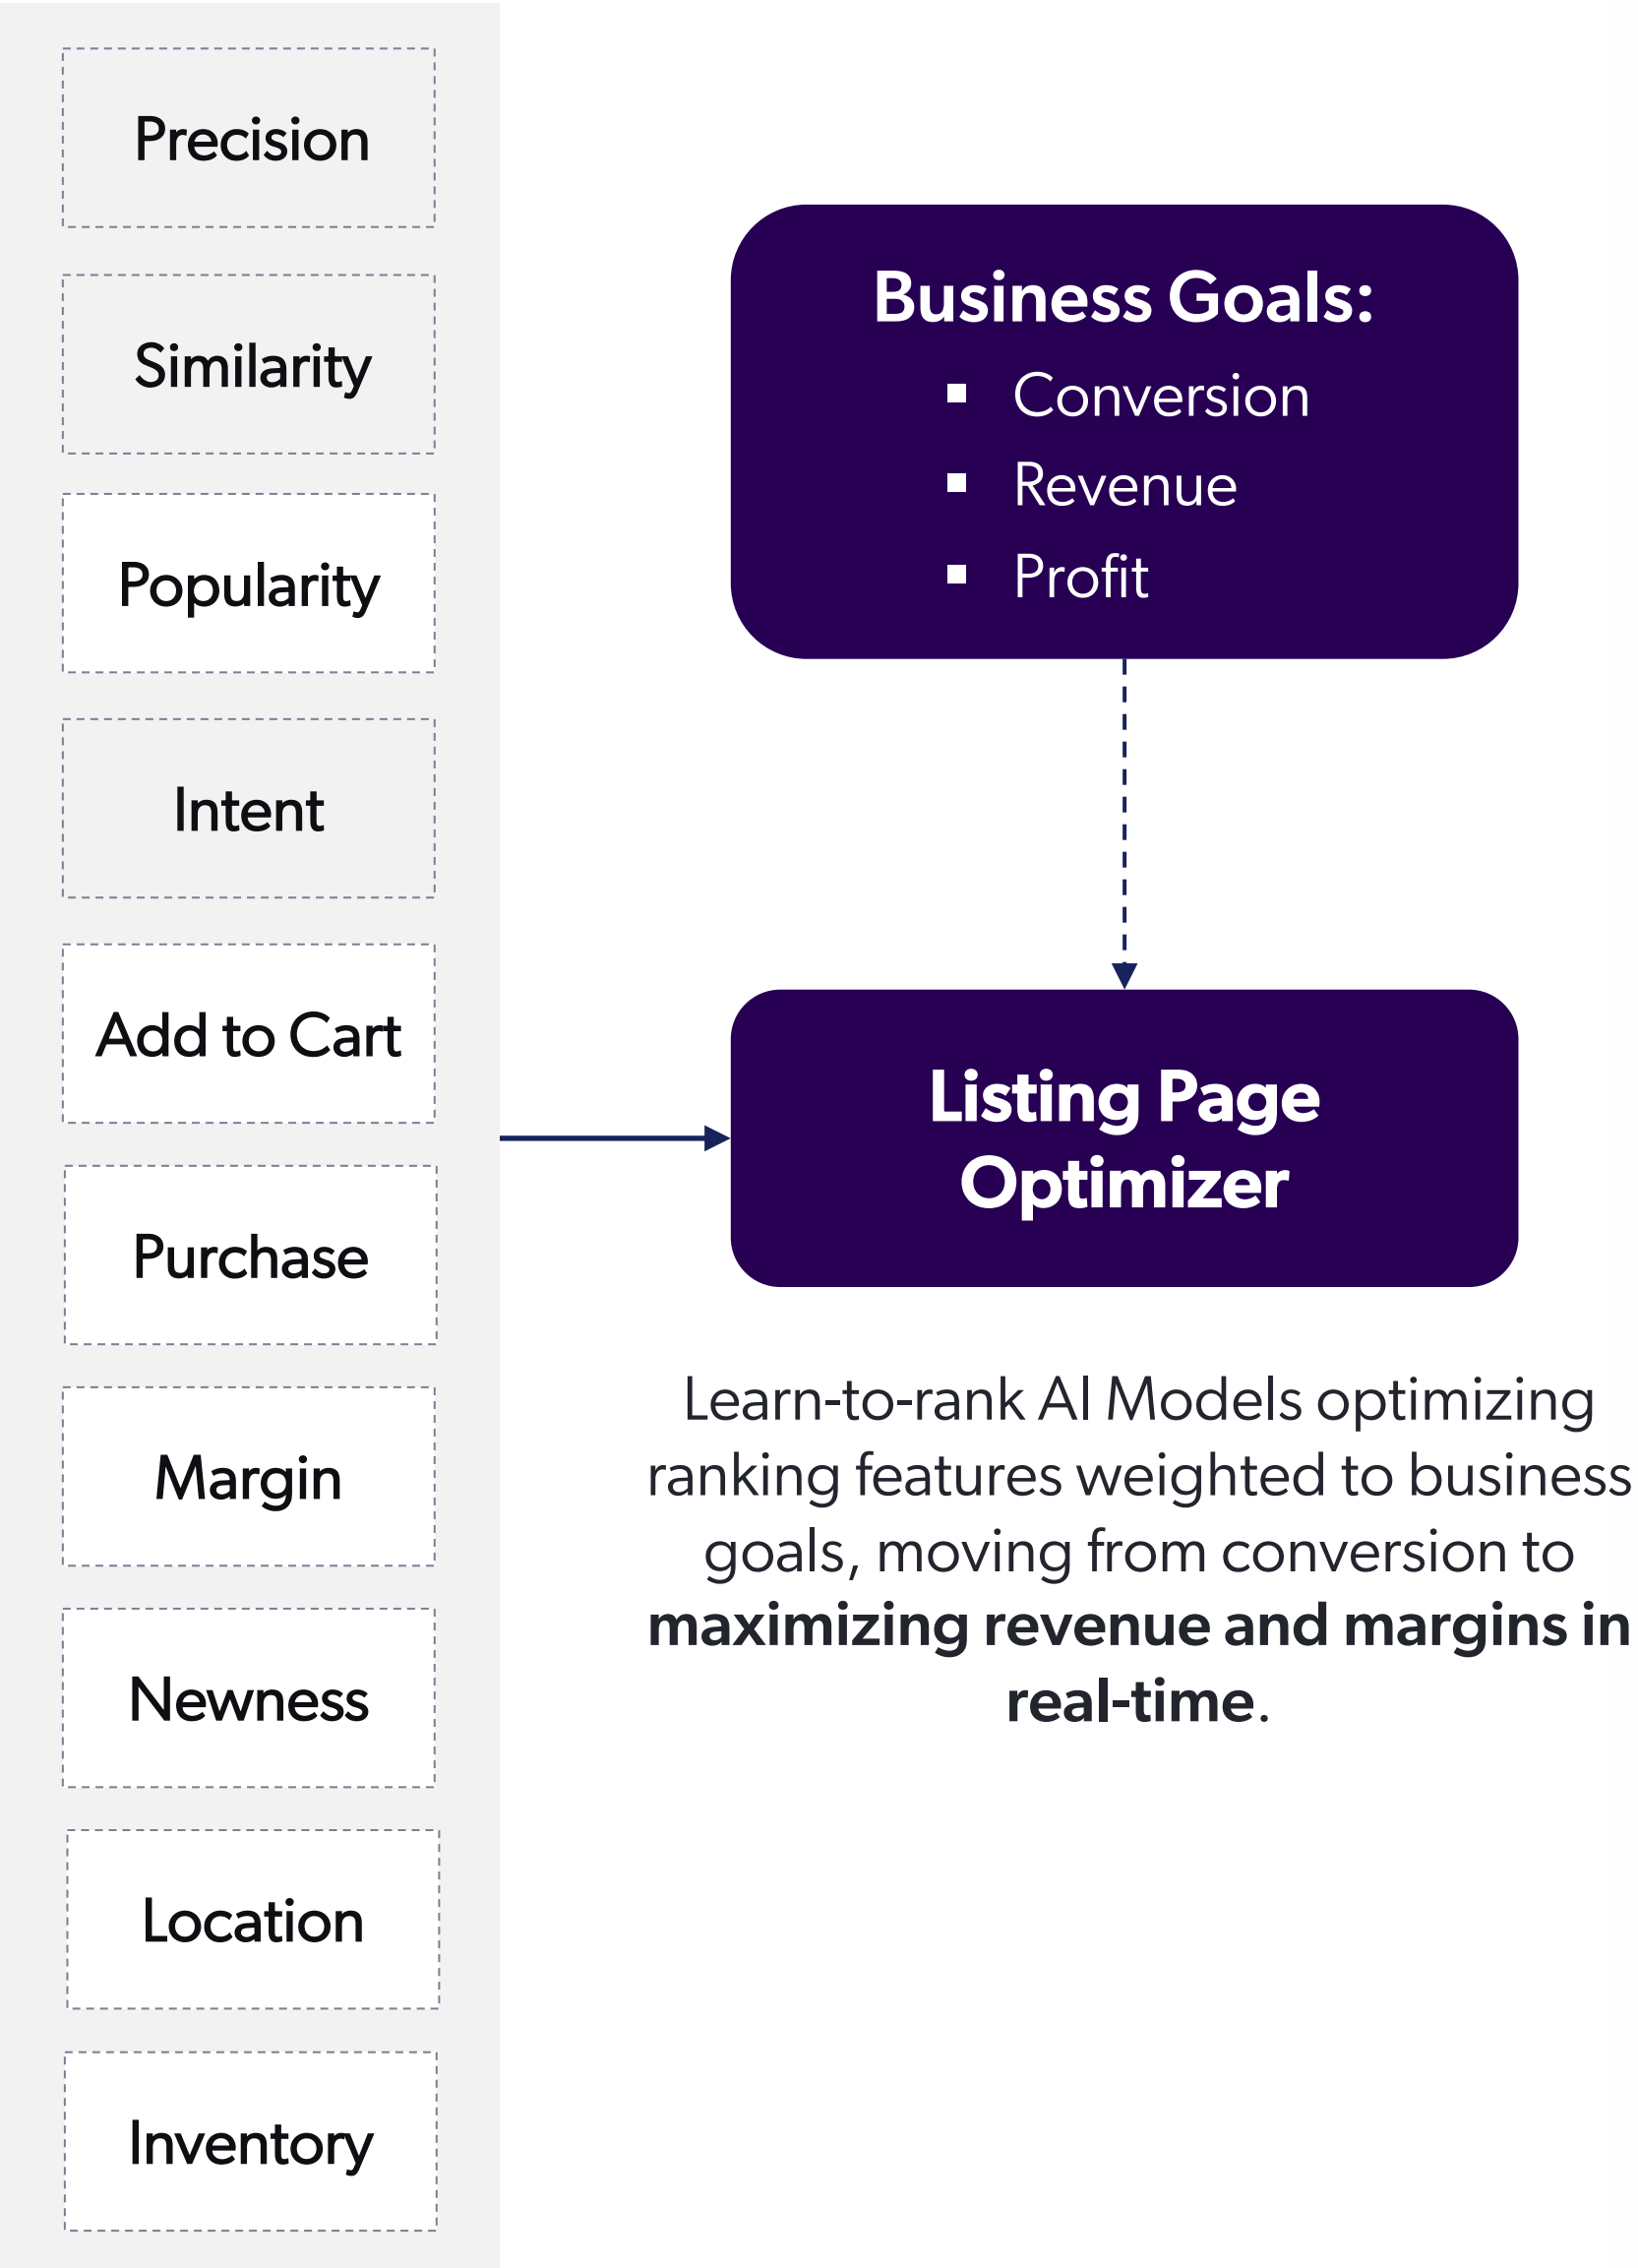 Precision
Similarity
Popularity
Intent
Add to Cart
Purchase
Margin
Newness
Location
Inventory
Business Goals:
▪ Conversion
▪ Revenue
▪ Profit
Listing Page
Optimizer
Learn-to-rank AI Models optimizing
ranking features weighted to business
goals, moving from conversion to
maximizing revenue and margins in
real-time.